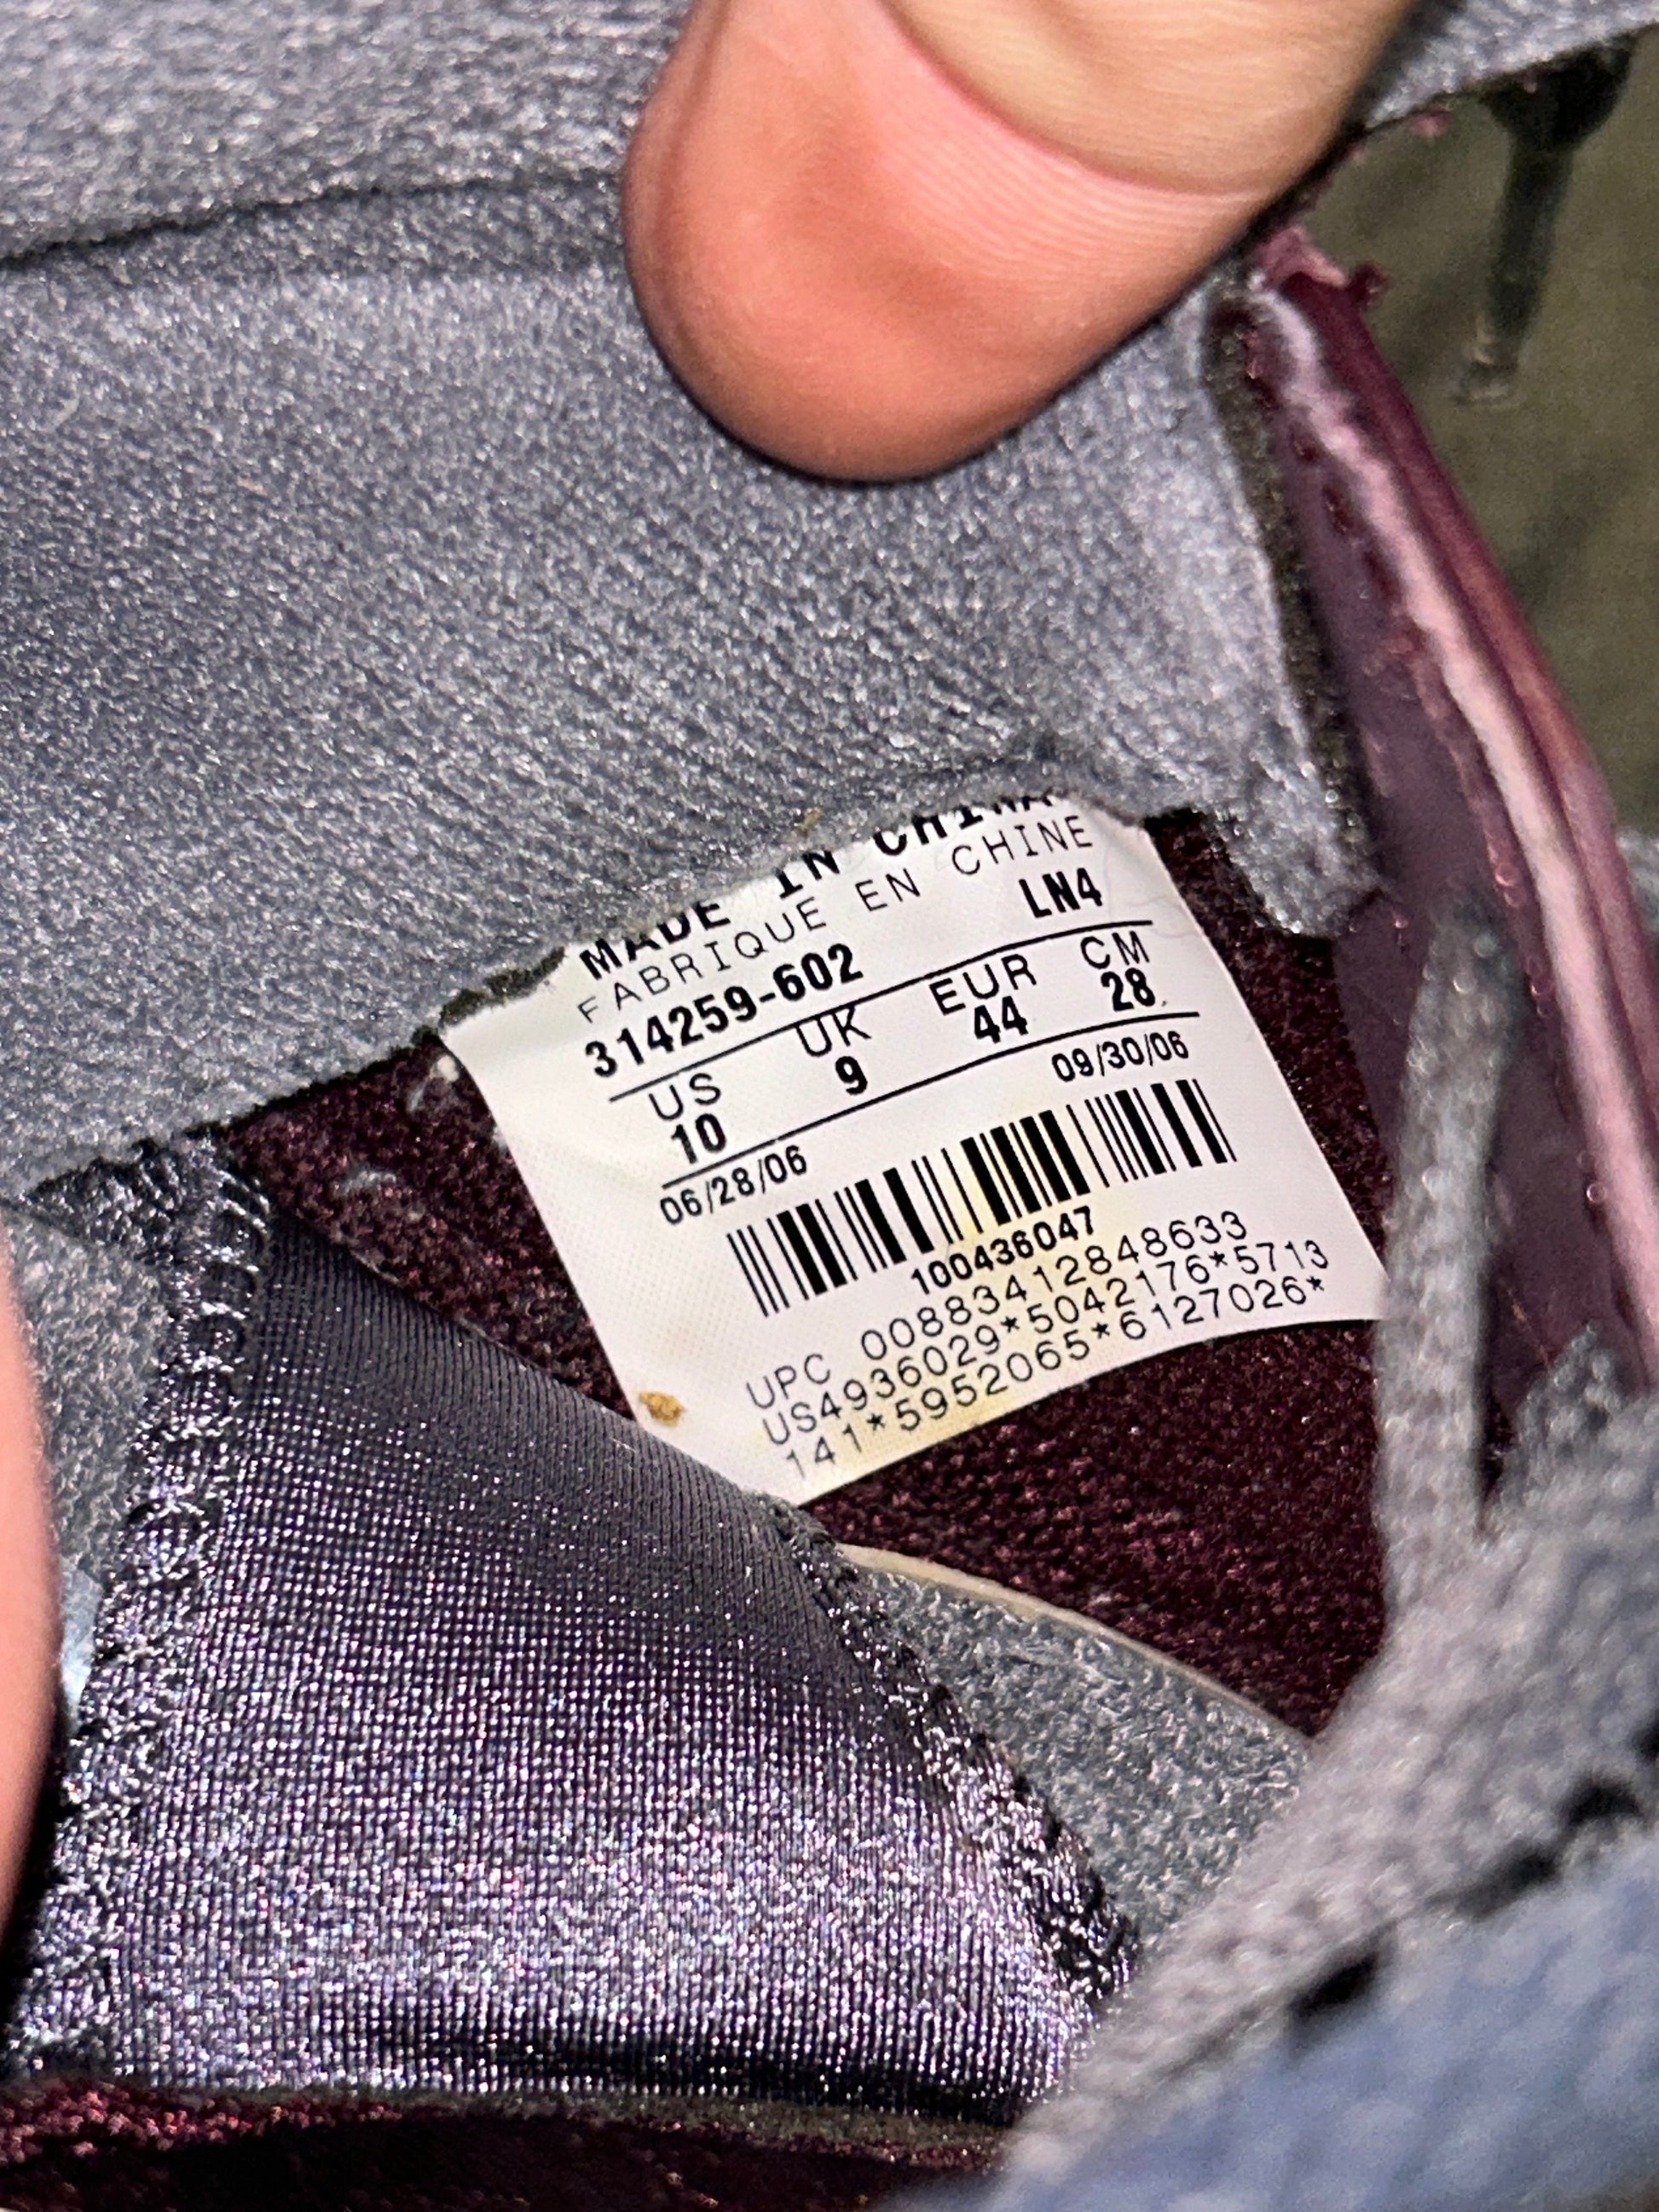 MADE IN CHINA
FABRIQUE EN CHINE
314259-602 LN4
US UK EUR CM
10 9 44 28
06/28/06 09/30/06
100436047
UPC 00883412848633
US4936029*5042176*5713
141*5952065*6127026*